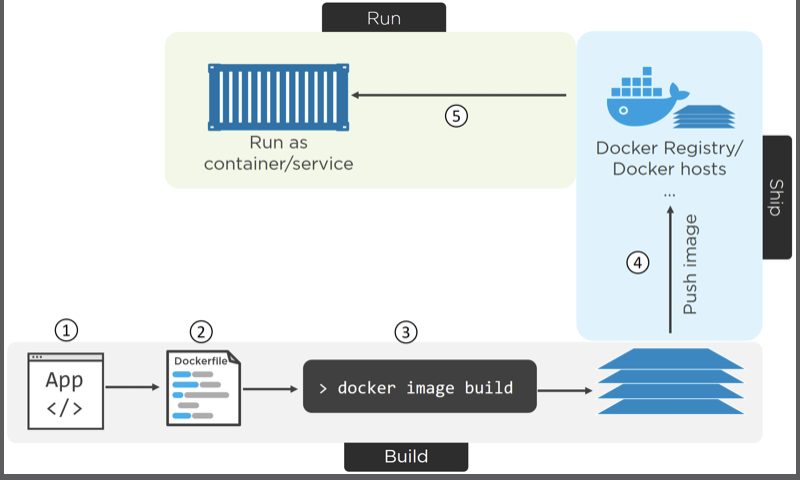 Run
Run as
container/service
5
Docker Registry/
Docker hosts
...
Ship
4
Push image
1
2
3
App
</>
Dockerfile
> docker image build
Build